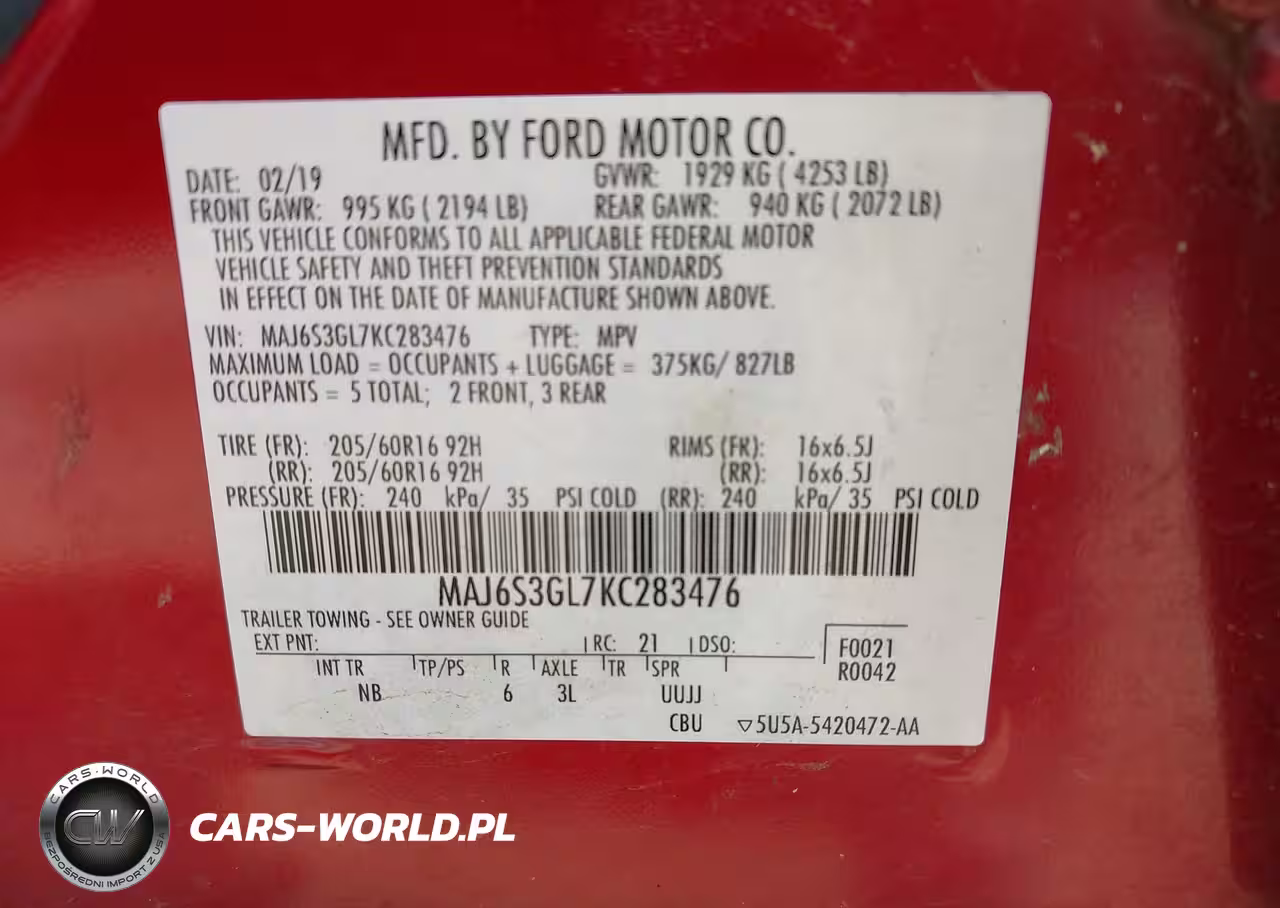 MFD. BY FORD MOTOR CO.
DATE: 02/19 GVWR: 1929 KG ( 4253 LB)
FRONT GAWR: 995 KG ( 2194 LB) REAR GAWR: 940 KG ( 2072 LB)
THIS VEHICLE CONFORMS TO ALL APPLICABLE FEDERAL MOTOR
VEHICLE SAFETY AND THEFT PREVENTION STANDARDS
IN EFFECT ON THE DATE OF MANUFACTURE SHOWN ABOVE.
VIN: MAJ6S3GL7KC283476 TYPE: MPV
MAXIMUM LOAD = OCCUPANTS + LUGGAGE = 375KG/ 827LB
OCCUPANTS = 5 TOTAL; 2 FRONT, 3 REAR
TIRE (FR): 205/60R16 92H RIMS (FR): 16x6.5J
(RR): 205/60R16 92H (RR): 16x6.5J
PRESSURE (FR): 240 kPa/ 35 PSI COLD (RR): 240 kPa/ 35 PSI COLD
MAJ6S3GL7KC283476
TRAILER TOWING - SEE OWNER GUIDE
EXT PNT: RC: 21 DSO: F0021
INT TR TP/PS R AXLE TR SPR R0042
NB 6 3L UUJJ
CBU ▽5U5A-5420472-AA
CARS-WORLD
CW
BEZPOŚREDNI IMPORT Z USA
CARS-WORLD.PL